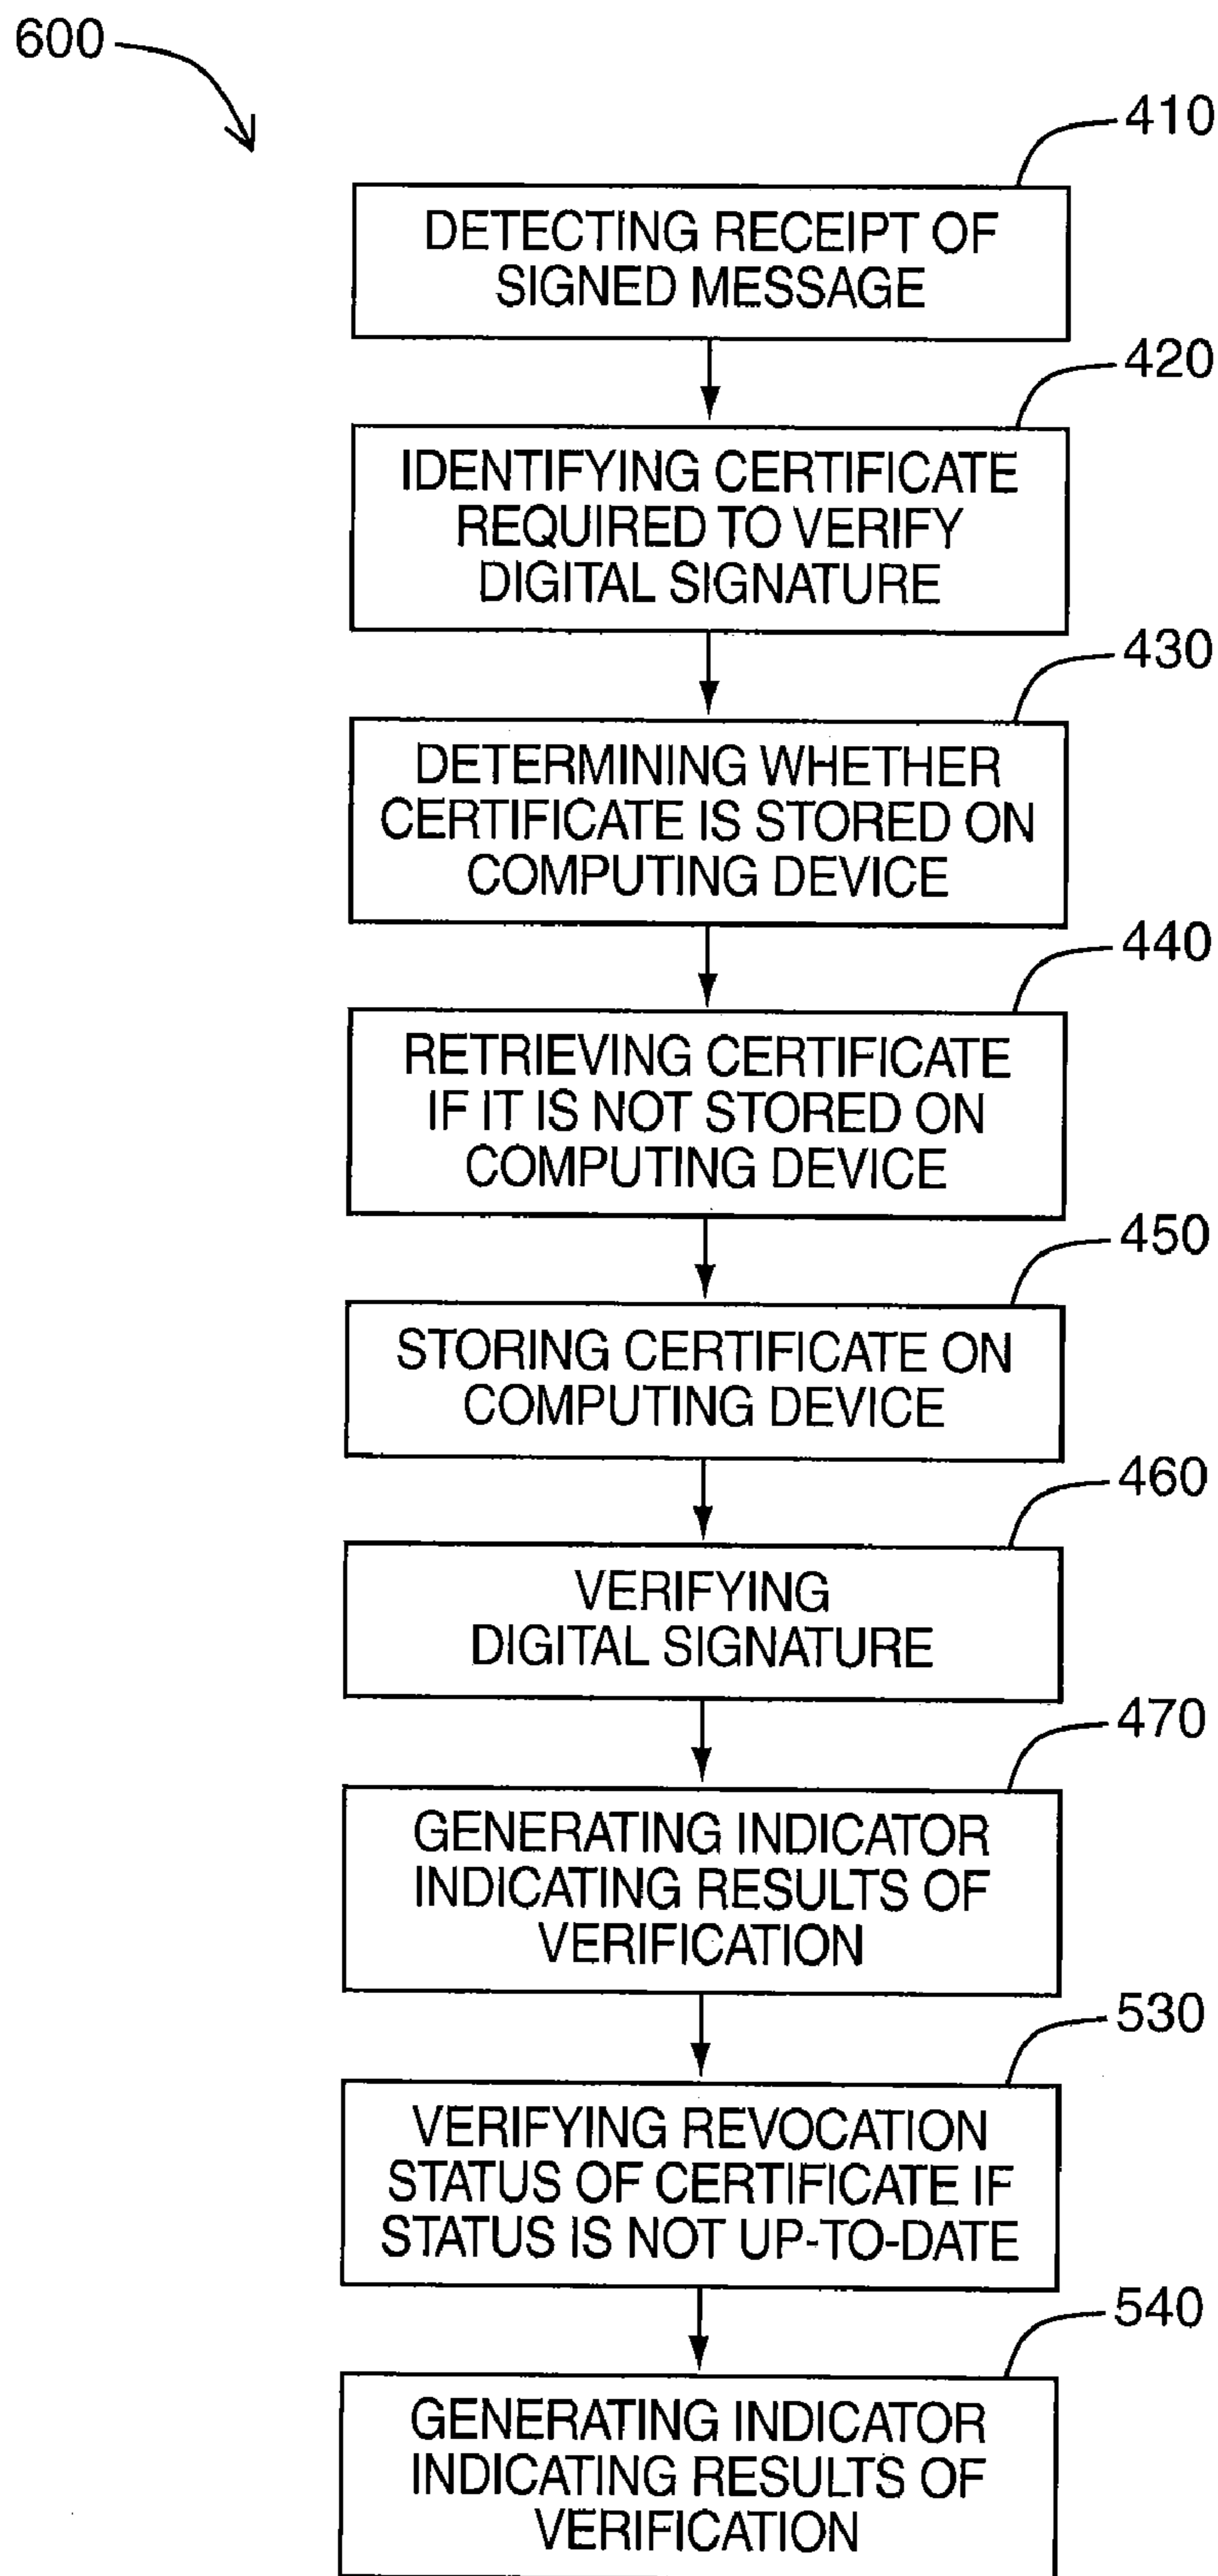 600
410
DETECTING RECEIPT OF
SIGNED MESSAGE
420
IDENTIFYING CERTIFICATE
REQUIRED TO VERIFY
DIGITAL SIGNATURE
430
DETERMINING WHETHER
CERTIFICATE IS STORED ON
COMPUTING DEVICE
440
RETRIEVING CERTIFICATE
IF IT IS NOT STORED ON
COMPUTING DEVICE
450
STORING CERTIFICATE ON
COMPUTING DEVICE
460
VERIFYING
DIGITAL SIGNATURE
470
GENERATING INDICATOR
INDICATING RESULTS OF
VERIFICATION
530
VERIFYING REVOCATION
STATUS OF CERTIFICATE IF
STATUS IS NOT UP-TO-DATE
540
GENERATING INDICATOR
INDICATING RESULTS OF
VERIFICATION